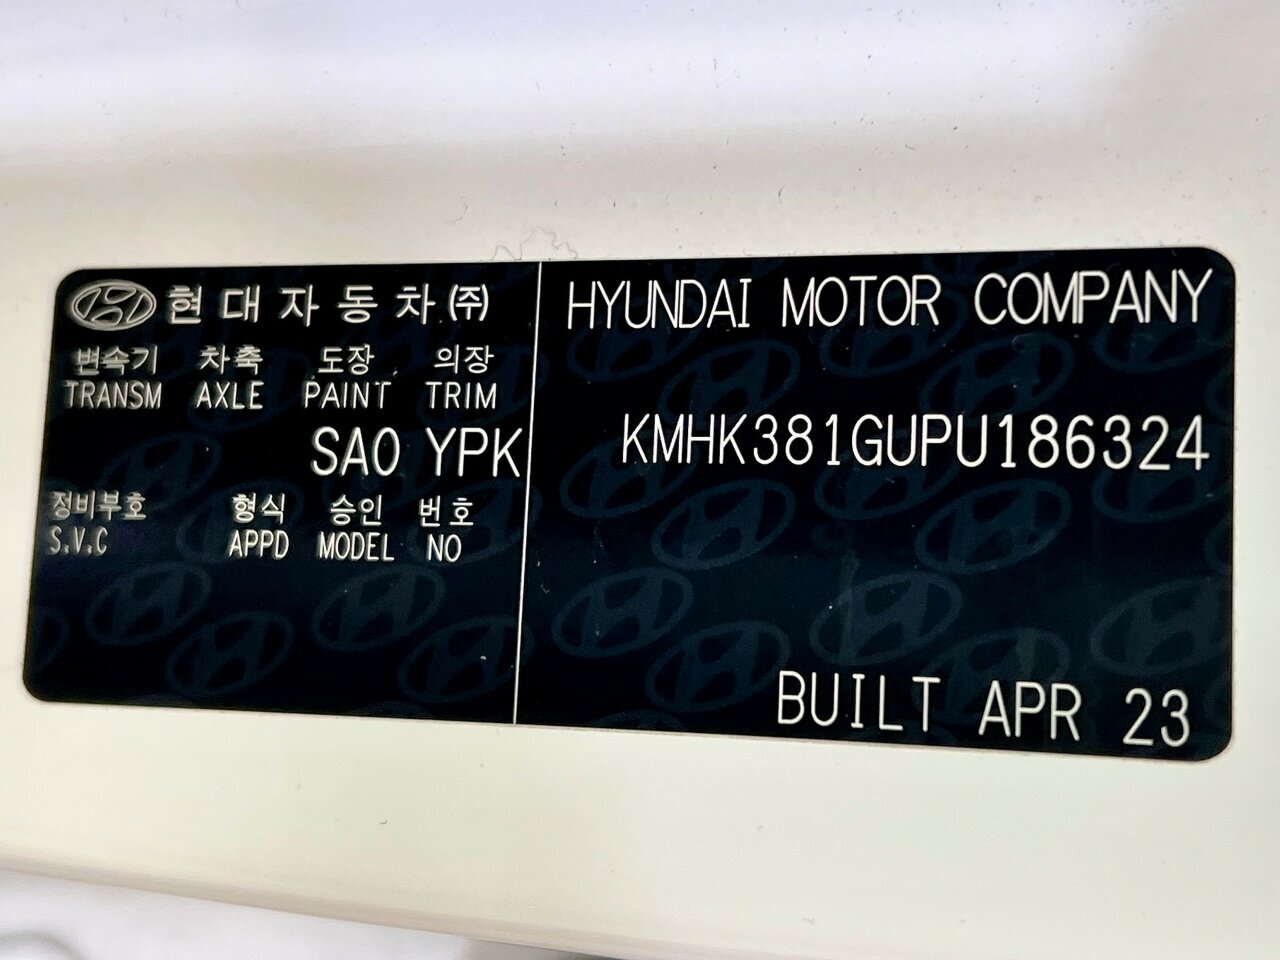 현대자동차㈜
변속기 차축 도장 의장
TRANSM AXLE PAINT TRIM
SAO YPK
정비부호 형식 승인 번호
S.V.C APPD MODEL NO
HYUNDAI MOTOR COMPANY
KMHK381GUPU186324
BUILT APR 23